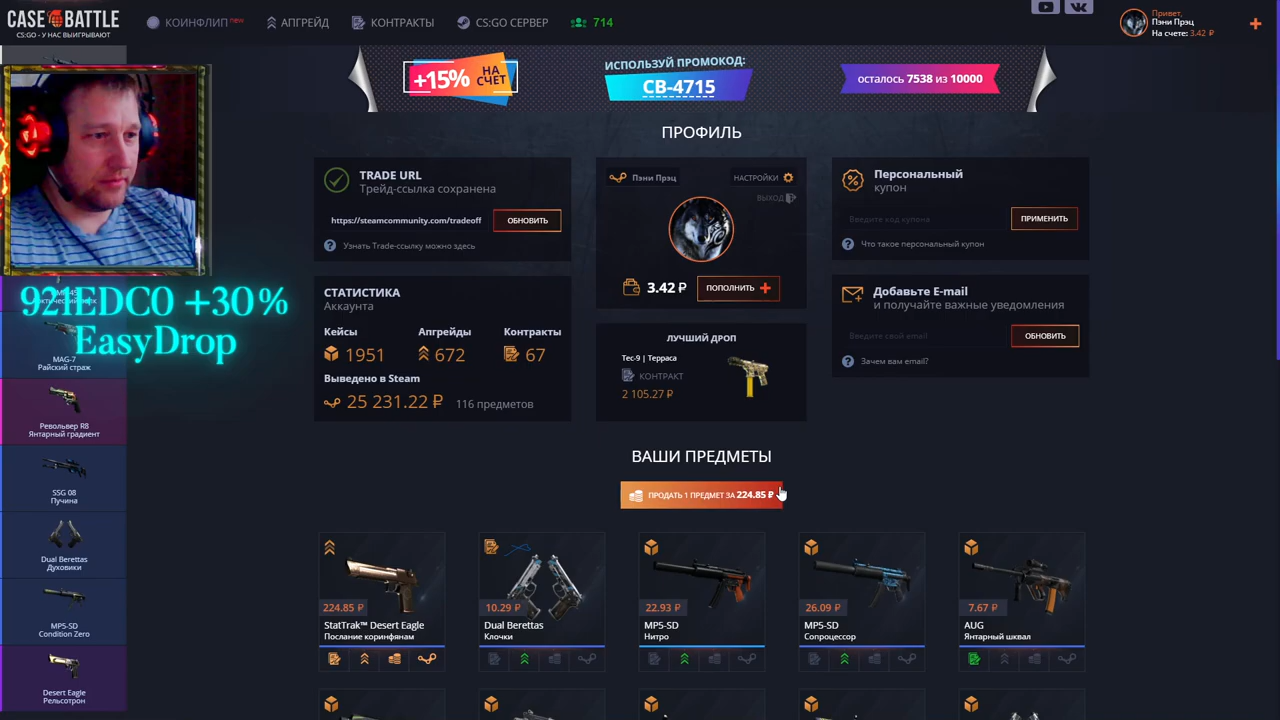 CASE BATTLE
CS:GO - У НАС ВЫИГРЫВАЮТ
КОИНФЛИП new
АПГРЕЙД
КОНТРАКТЫ
CS:GO СЕРВЕР
714
Привет,
Пэни Прэц
На счете: 3.42 ₽
+15% НА СЧЕТ
ИСПОЛЬЗУЙ ПРОМОКОД:
CB-4715
осталось 7538 из 10000
ПРОФИЛЬ
TRADE URL
Трейд-ссылка сохранена
https://steamcommunity.com/tradeoff
ОБНОВИТЬ
Узнать Trade-ссылку можно здесь
Пэни Прэц
НАСТРОЙКИ
ВЫХОД
3.42 ₽
ПОПОЛНИТЬ
Персональный
купон
Введите код купона
ПРИМЕНИТЬ
Что такое персональный купон
СТАТИСТИКА
Аккаунта
Кейсы
Апгрейды
Контракты
1951
672
67
Выведено в Steam
25 231.22 ₽
116 предметов
ЛУЧШИЙ ДРОП
Tec-9 | Терраса
КОНТРАКТ
2 105.27 ₽
Добавьте E-mail
и получайте важные уведомления
Введите свой email
ОБНОВИТЬ
Зачем вам email?
921EDC0 +30%
EasyDrop
MAG-7
Райский страж
Револьвер R8
Янтарный градиент
SSG 08
Пучина
Dual Berettas
Духовики
MP5-SD
Condition Zero
Desert Eagle
Рельсотрон
ВАШИ ПРЕДМЕТЫ
ПРОДАТЬ 1 ПРЕДМЕТ ЗА 224.85 ₽
224.85 ₽
StatTrak™ Desert Eagle
Послание коринфянам
10.29 ₽
Dual Berettas
Клочки
22.93 ₽
MP5-SD
Нитро
26.09 ₽
MP5-SD
Сопроцессор
7.67 ₽
AUG
Янтарный шквал